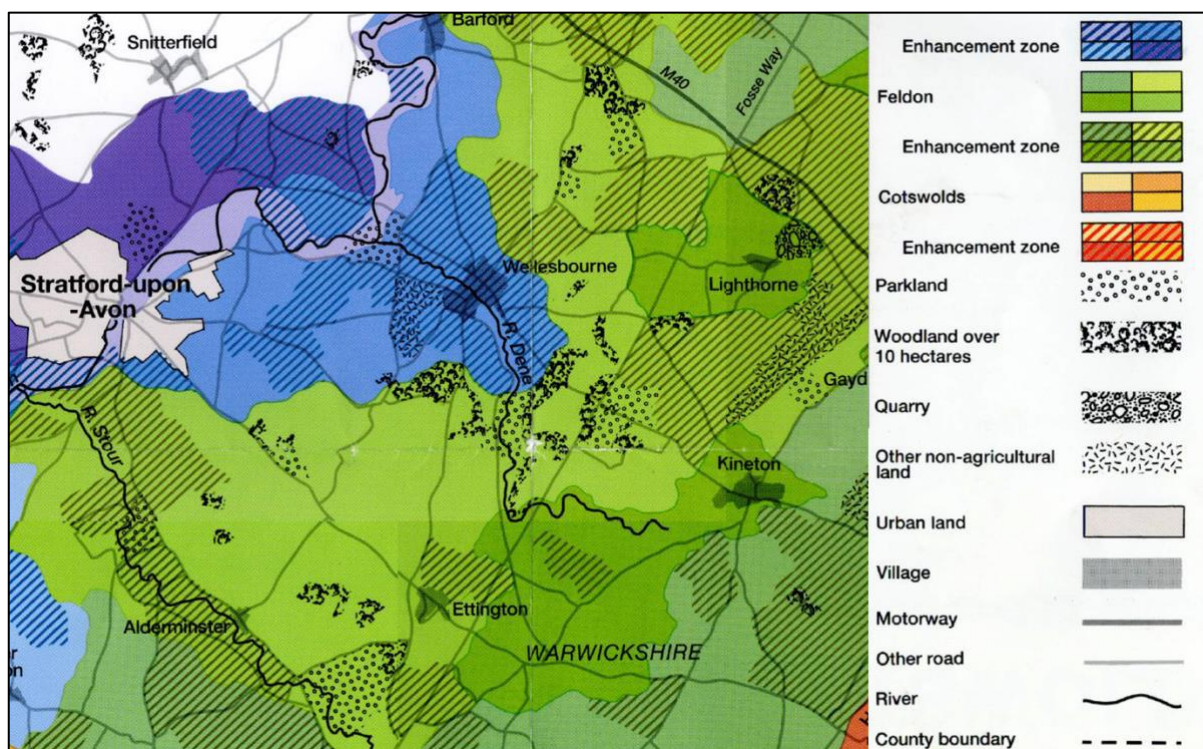 Snitterfield
Barford
M40
Fosse Way
Wellesbourne
Stratford-upon
-Avon
Lighthorne
R. Dene
Gayd
R. Stour
Kineton
Ettington
Alderminster
WARWICKSHIRE
Enhancement zone
Feldon
Enhancement zone
Cotswolds
Enhancement zone
Parkland
Woodland over
10 hectares
Quarry
Other non-agricultural
land
Urban land
Village
Motorway
Other road
River
County boundary